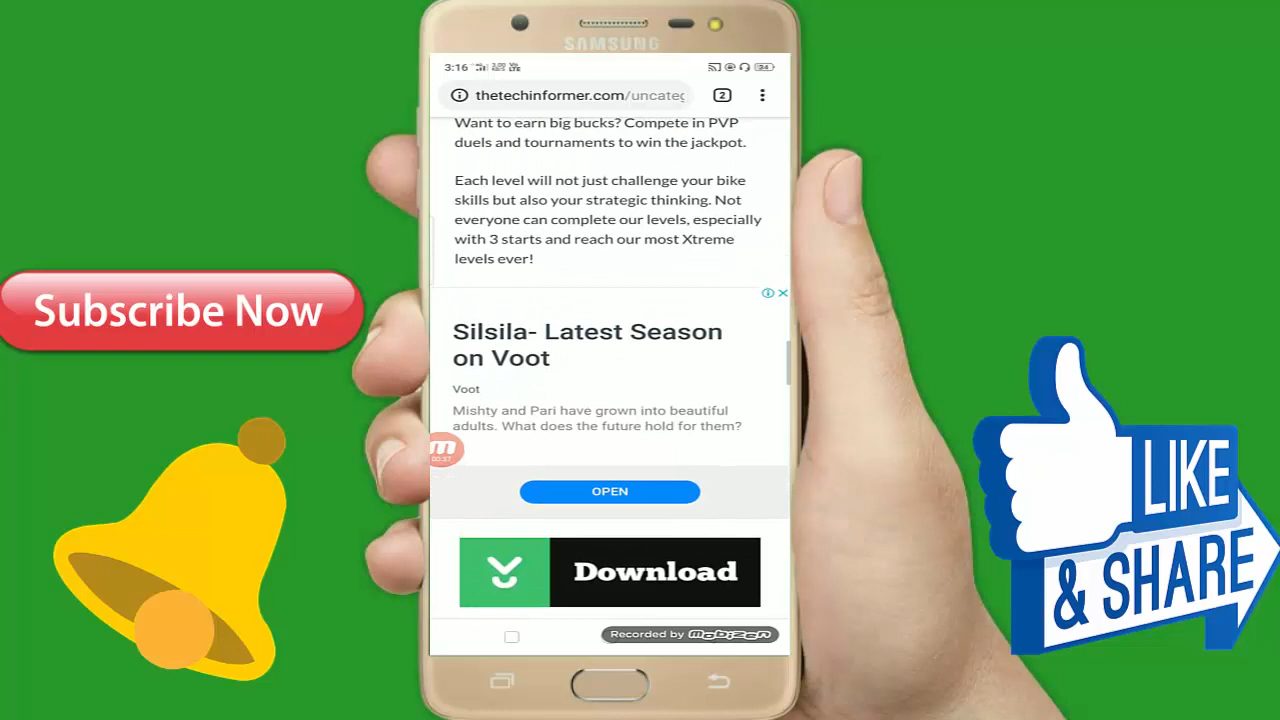 SAMSUNG
3:16
thetechinformer.com/uncateg
2
Want to earn big bucks? Compete in PVP
duels and tournaments to win the jackpot.
Each level will not just challenge your bike
skills but also your strategic thinking. Not
everyone can complete our levels, especially
with 3 starts and reach our most Xtreme
levels ever!
Silsila- Latest Season
on Voot
Voot
Mishty and Pari have grown into beautiful
adults. What does the future hold for them?
OPEN
Download
Recorded by mobizen
Subscribe Now
LIKE
& SHARE